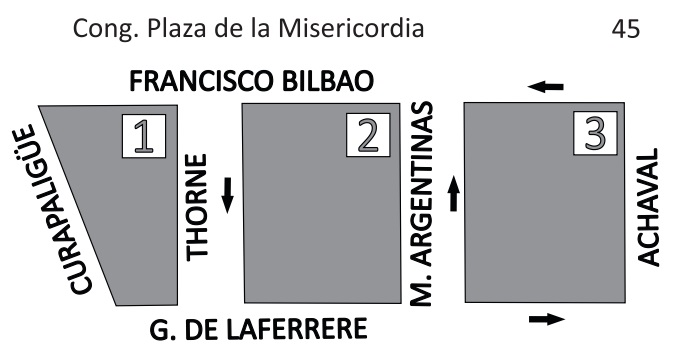 Cong. Plaza de la Misericordia 45
FRANCISCO BILBAO
1
2
3
CURAPALIGÜE
THORNE
M. ARGENTINAS
ACHAVAL
G. DE LAFERRERE